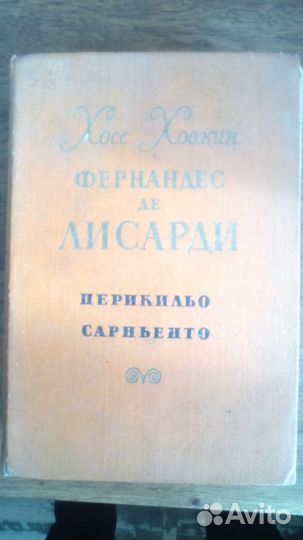 Хосе Хоакин
ФЕРНАНДЕС
ДЕ
ЛИСАРДИ
ПЕРИКИЛЬО
САРНЬЕНТО
Avito